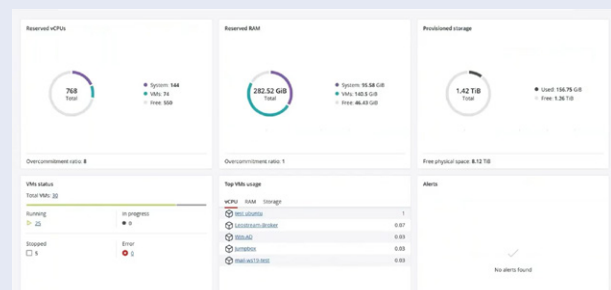 Reserved vCPUs
768
Total
System: 144
VMs: 74
Free: 550
Overcommitment ratio: 8
Reserved RAM
282.52 GiB
Total
System: 95.58 GiB
VMs: 140.5 GiB
Free: 46.43 GiB
Overcommitment ratio: 1
Provisioned storage
1.42 TiB
Total
Used: 156.75 GiB
Free: 1.26 TiB
Free physical space: 8.12 TiB
VMs status
Total VMs: 30
Running
25
In progress
0
Stopped
5
Error
0
Top VMs usage
vCPU RAM Storage
test-ubuntu 1
0.07
0.03
jumpbox 0.03
0.03
Alerts
No alerts found